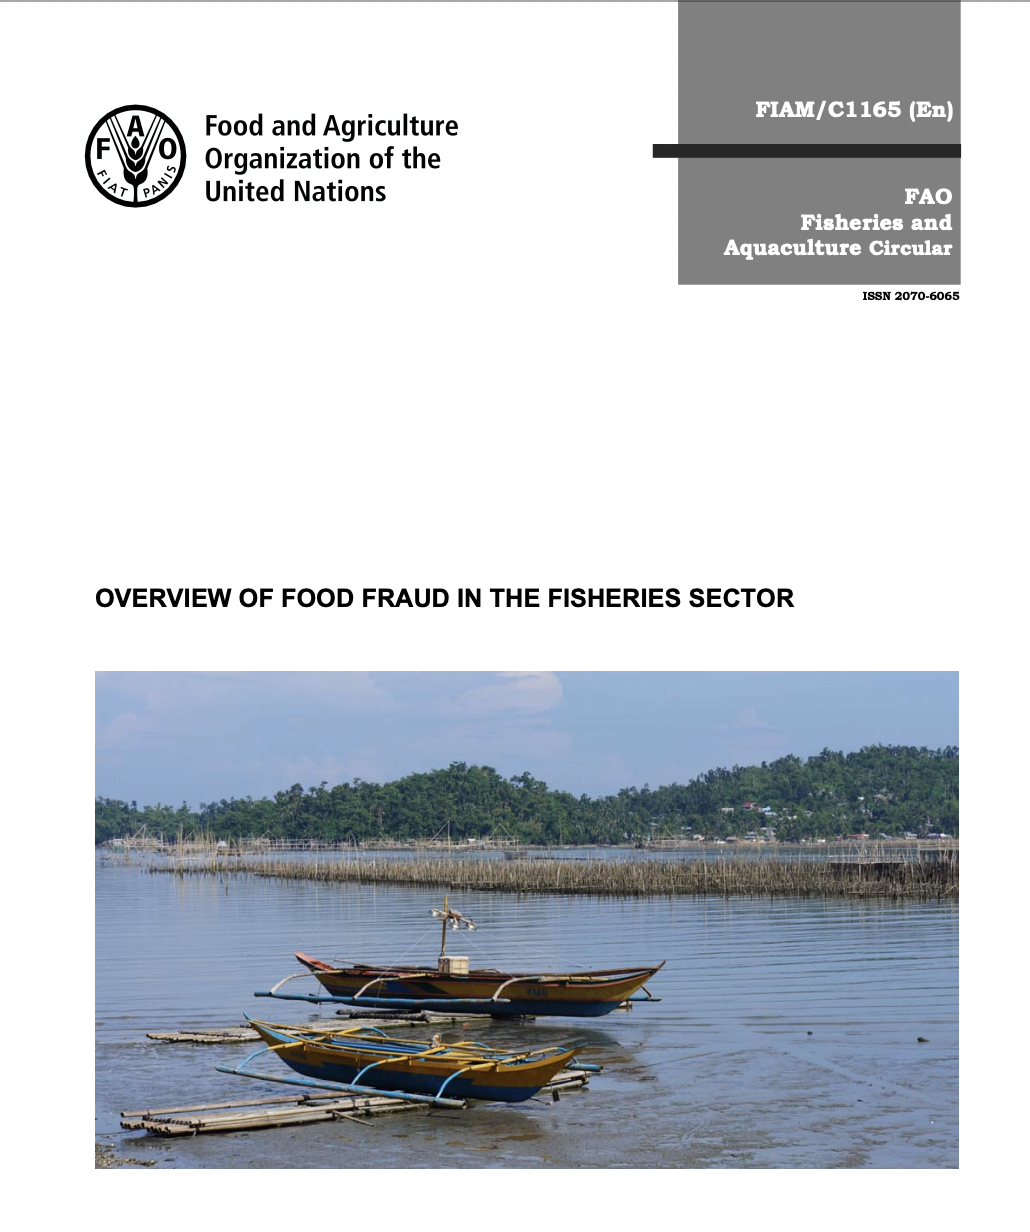 FAO
FIAT PANIS
Food and Agriculture
Organization of the
United Nations
FIAM/C1165 (En)
FAO
Fisheries and
Aquaculture Circular
ISSN 2070-6065
OVERVIEW OF FOOD FRAUD IN THE FISHERIES SECTOR